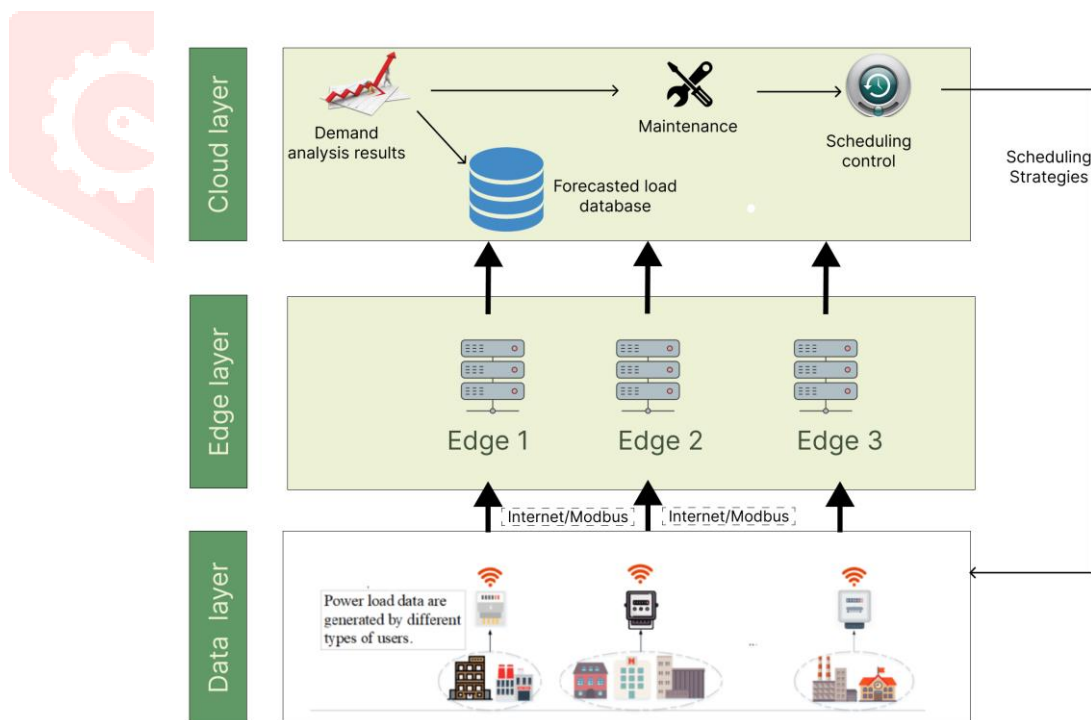 Cloud layer
Demand
analysis results
Forecasted load
database
Maintenance
Scheduling
control
Scheduling
Strategies
Edge layer
Edge 1
Edge 2
Edge 3
Internet/Modbus
Internet/Modbus
Data layer
Power load data are
generated by different
types of users.
H